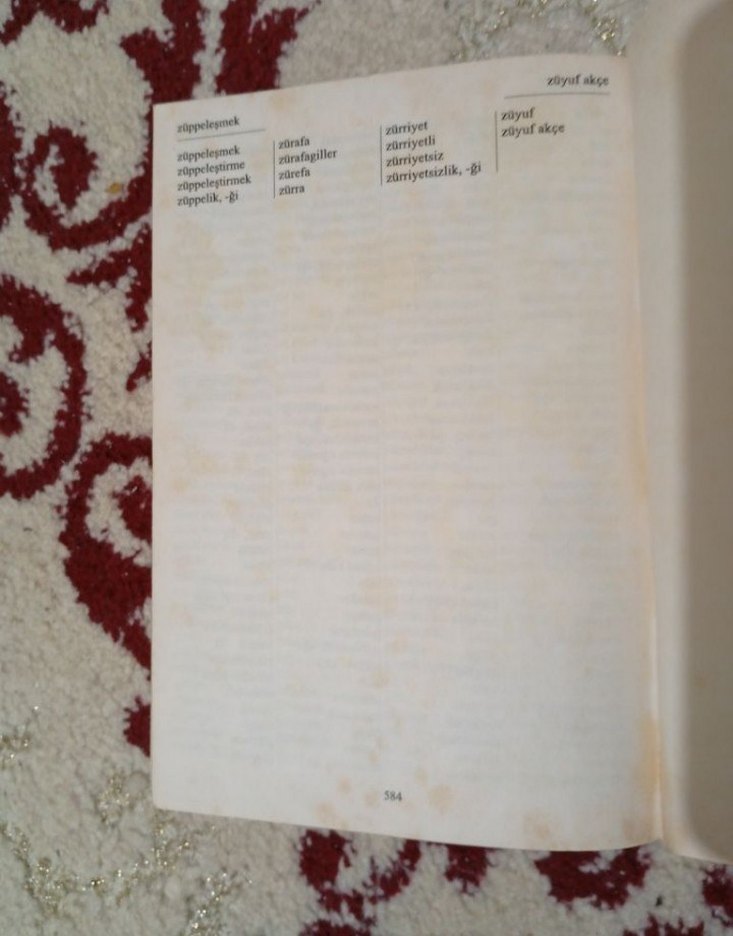 züppeleşmek
züyuf akçe
züppeleşmek
züppeleştirme
züppeleştirmek
züppelik, -ği
zürafa
zürafagiller
zürefa
zürra
zürriyet
zürriyetli
zürriyetsiz
zürriyetsizlik, -ği
züyuf
züyuf akçe
584